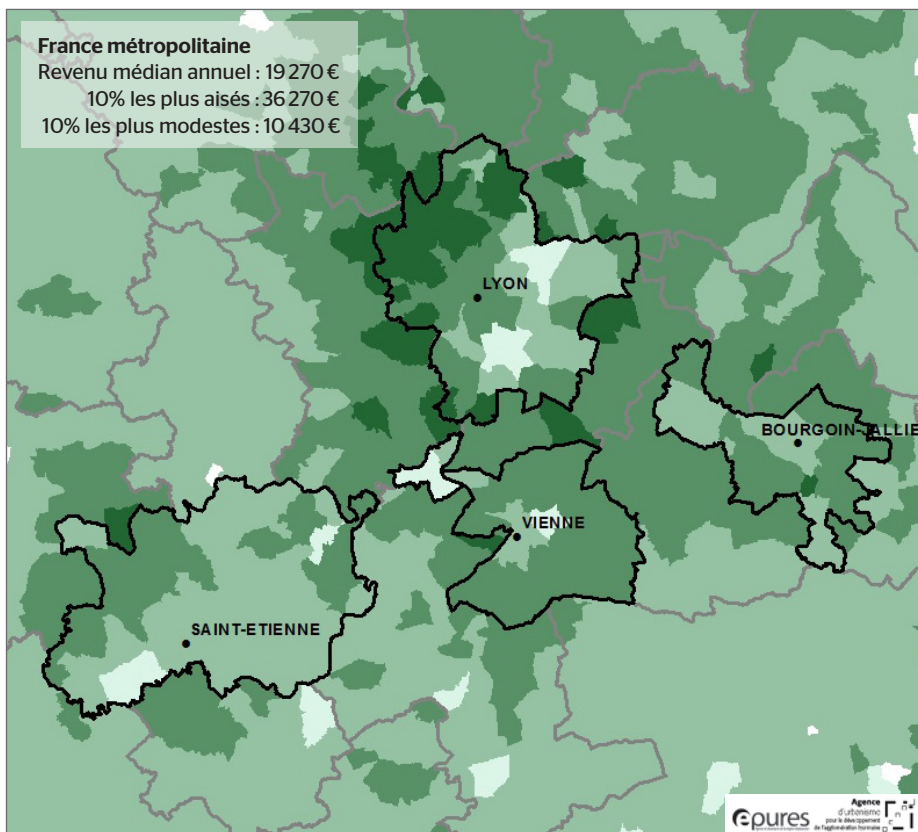 France métropolitaine
Revenu médian annuel : 19 270 €
10% les plus aisés : 36 270 €
10% les plus modestes : 10 430 €
LYON
BOURGOIN-JALLIE
VIENNE
SAINT-ETIENNE
epures
Agence
d'urbanisme
pour le développement
de l'agglomération